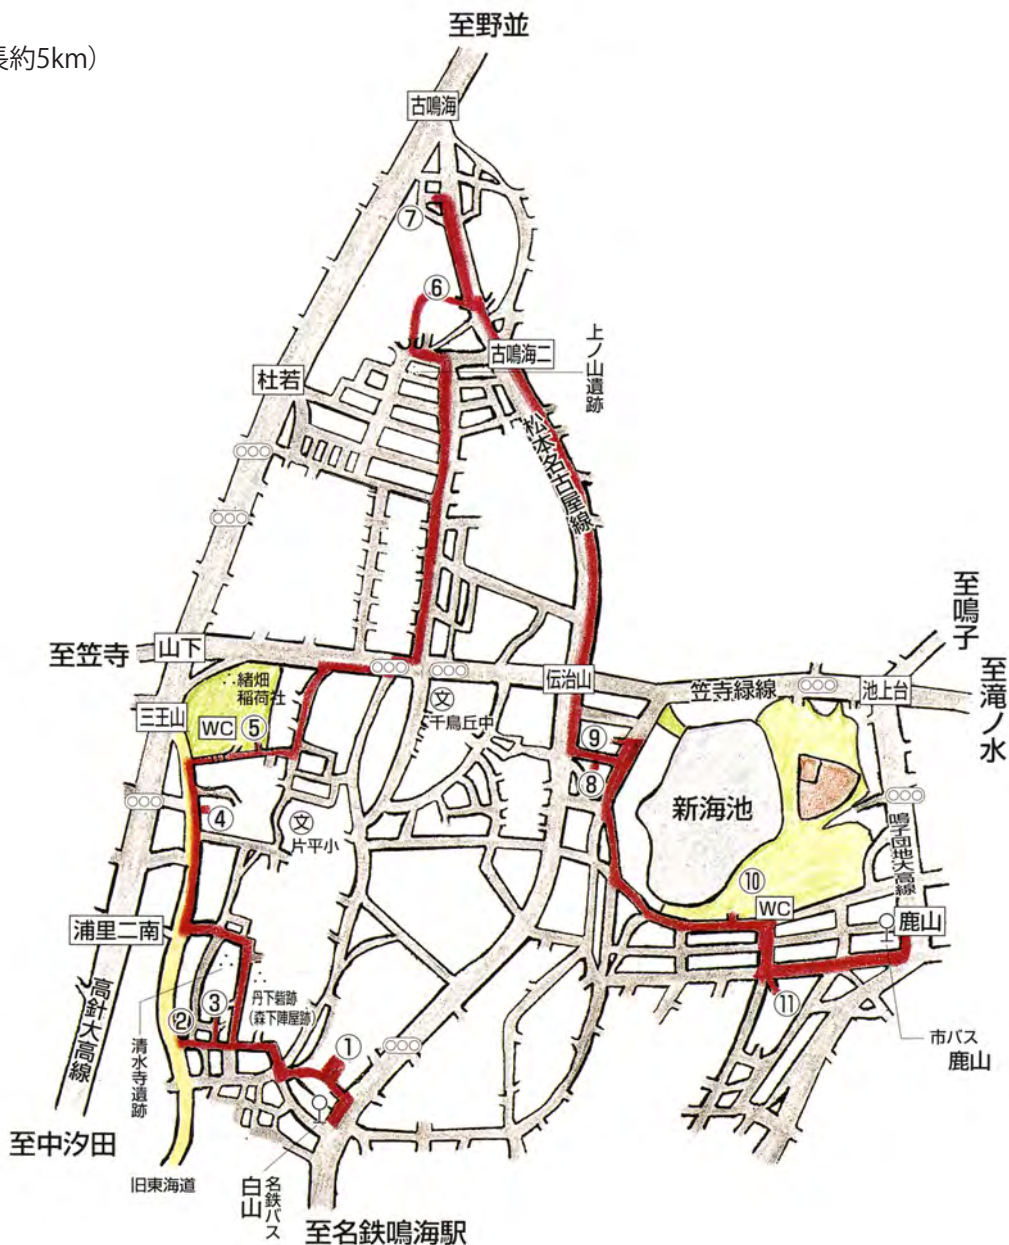 至野並
長約5km）
古鳴海
⑦
⑥
古鳴海二
上ノ山遺跡
杜若
松本名古屋線
至鳴子
至笠寺
山下
至滝ノ水
緒畑
稲荷社
伝治山
笠寺緑線
池上台
三王山
WC
⑤
文
千鳥丘中
⑨
⑧
新海池
④
文
片平小
鳴子団地大高線
⑩
WC
鹿山
浦里二南
高針大高線
丹下砦跡
（森下陣屋跡）
③
②
①
⑪
清水寺遺跡
市バス
鹿山
至中汐田
旧東海道
名鉄バス
白山
至名鉄鳴海駅